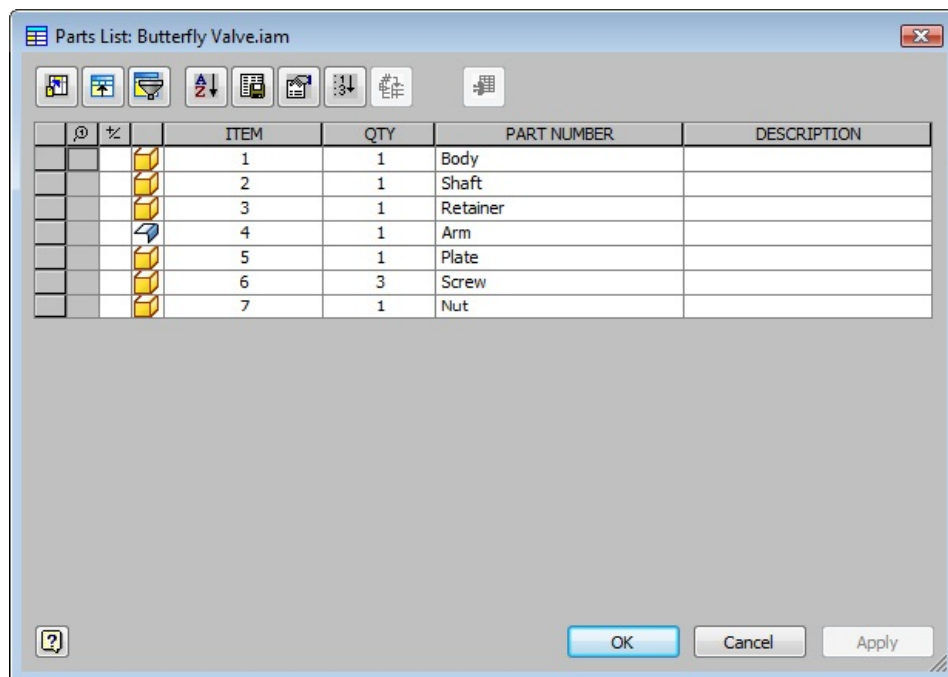 Parts List: Butterfly Valve.iam
ITEM QTY PART NUMBER DESCRIPTION
1 1 Body
2 1 Shaft
3 1 Retainer
4 1 Arm
5 1 Plate
6 3 Screw
7 1 Nut
OK Cancel Apply